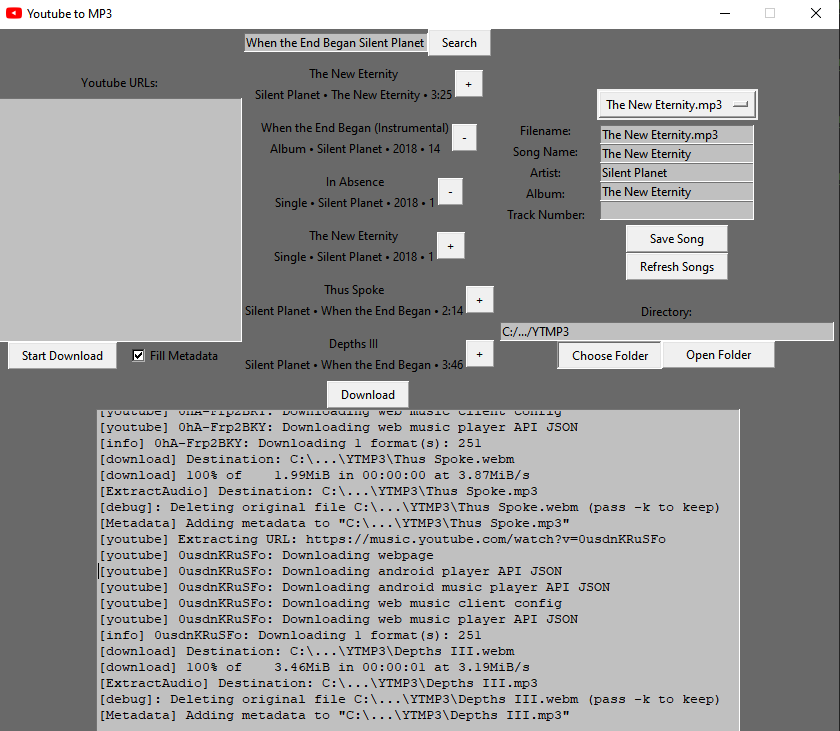 Youtube to MP3
When the End Began Silent Planet
Search
Youtube URLs:
The New Eternity
Silent Planet • The New Eternity • 3:25
+
When the End Began (Instrumental)
Album • Silent Planet • 2018 • 14
-
In Absence
Single • Silent Planet • 2018 • 1
-
The New Eternity
Single • Silent Planet • 2018 • 1
+
Thus Spoke
Silent Planet • When the End Began • 2:14
+
Depths III
Silent Planet • When the End Began • 3:46
+
Download
Start Download
Fill Metadata
The New Eternity.mp3
Filename:
The New Eternity.mp3
Song Name:
The New Eternity
Artist:
Silent Planet
Album:
The New Eternity
Track Number:
Save Song
Refresh Songs
Directory:
C:/.../YTMP3
Choose Folder
Open Folder
[youtube] 0hA-Frp2BKY: Downloading web music client config
[youtube] 0hA-Frp2BKY: Downloading web music player API JSON
[info] 0hA-Frp2BKY: Downloading 1 format(s): 251
[download] Destination: C:\...\YTMP3\Thus Spoke.webm
[download] 100% of    1.99MiB in 00:00:00 at 3.87MiB/s
[ExtractAudio] Destination: C:\...\YTMP3\Thus Spoke.mp3
[debug]: Deleting original file C:\...\YTMP3\Thus Spoke.webm (pass -k to keep)
[Metadata] Adding metadata to "C:\...\YTMP3\Thus Spoke.mp3"
[youtube] Extracting URL: https://music.youtube.com/watch?v=0usdnKRuSFo
[youtube] 0usdnKRuSFo: Downloading webpage
[youtube] 0usdnKRuSFo: Downloading android player API JSON
[youtube] 0usdnKRuSFo: Downloading android music player API JSON
[youtube] 0usdnKRuSFo: Downloading web music client config
[youtube] 0usdnKRuSFo: Downloading web music player API JSON
[info] 0usdnKRuSFo: Downloading 1 format(s): 251
[download] Destination: C:\...\YTMP3\Depths III.webm
[download] 100% of    3.46MiB in 00:00:01 at 3.19MiB/s
[ExtractAudio] Destination: C:\...\YTMP3\Depths III.mp3
[debug]: Deleting original file C:\...\YTMP3\Depths III.webm (pass -k to keep)
[Metadata] Adding metadata to "C:\...\YTMP3\Depths III.mp3"